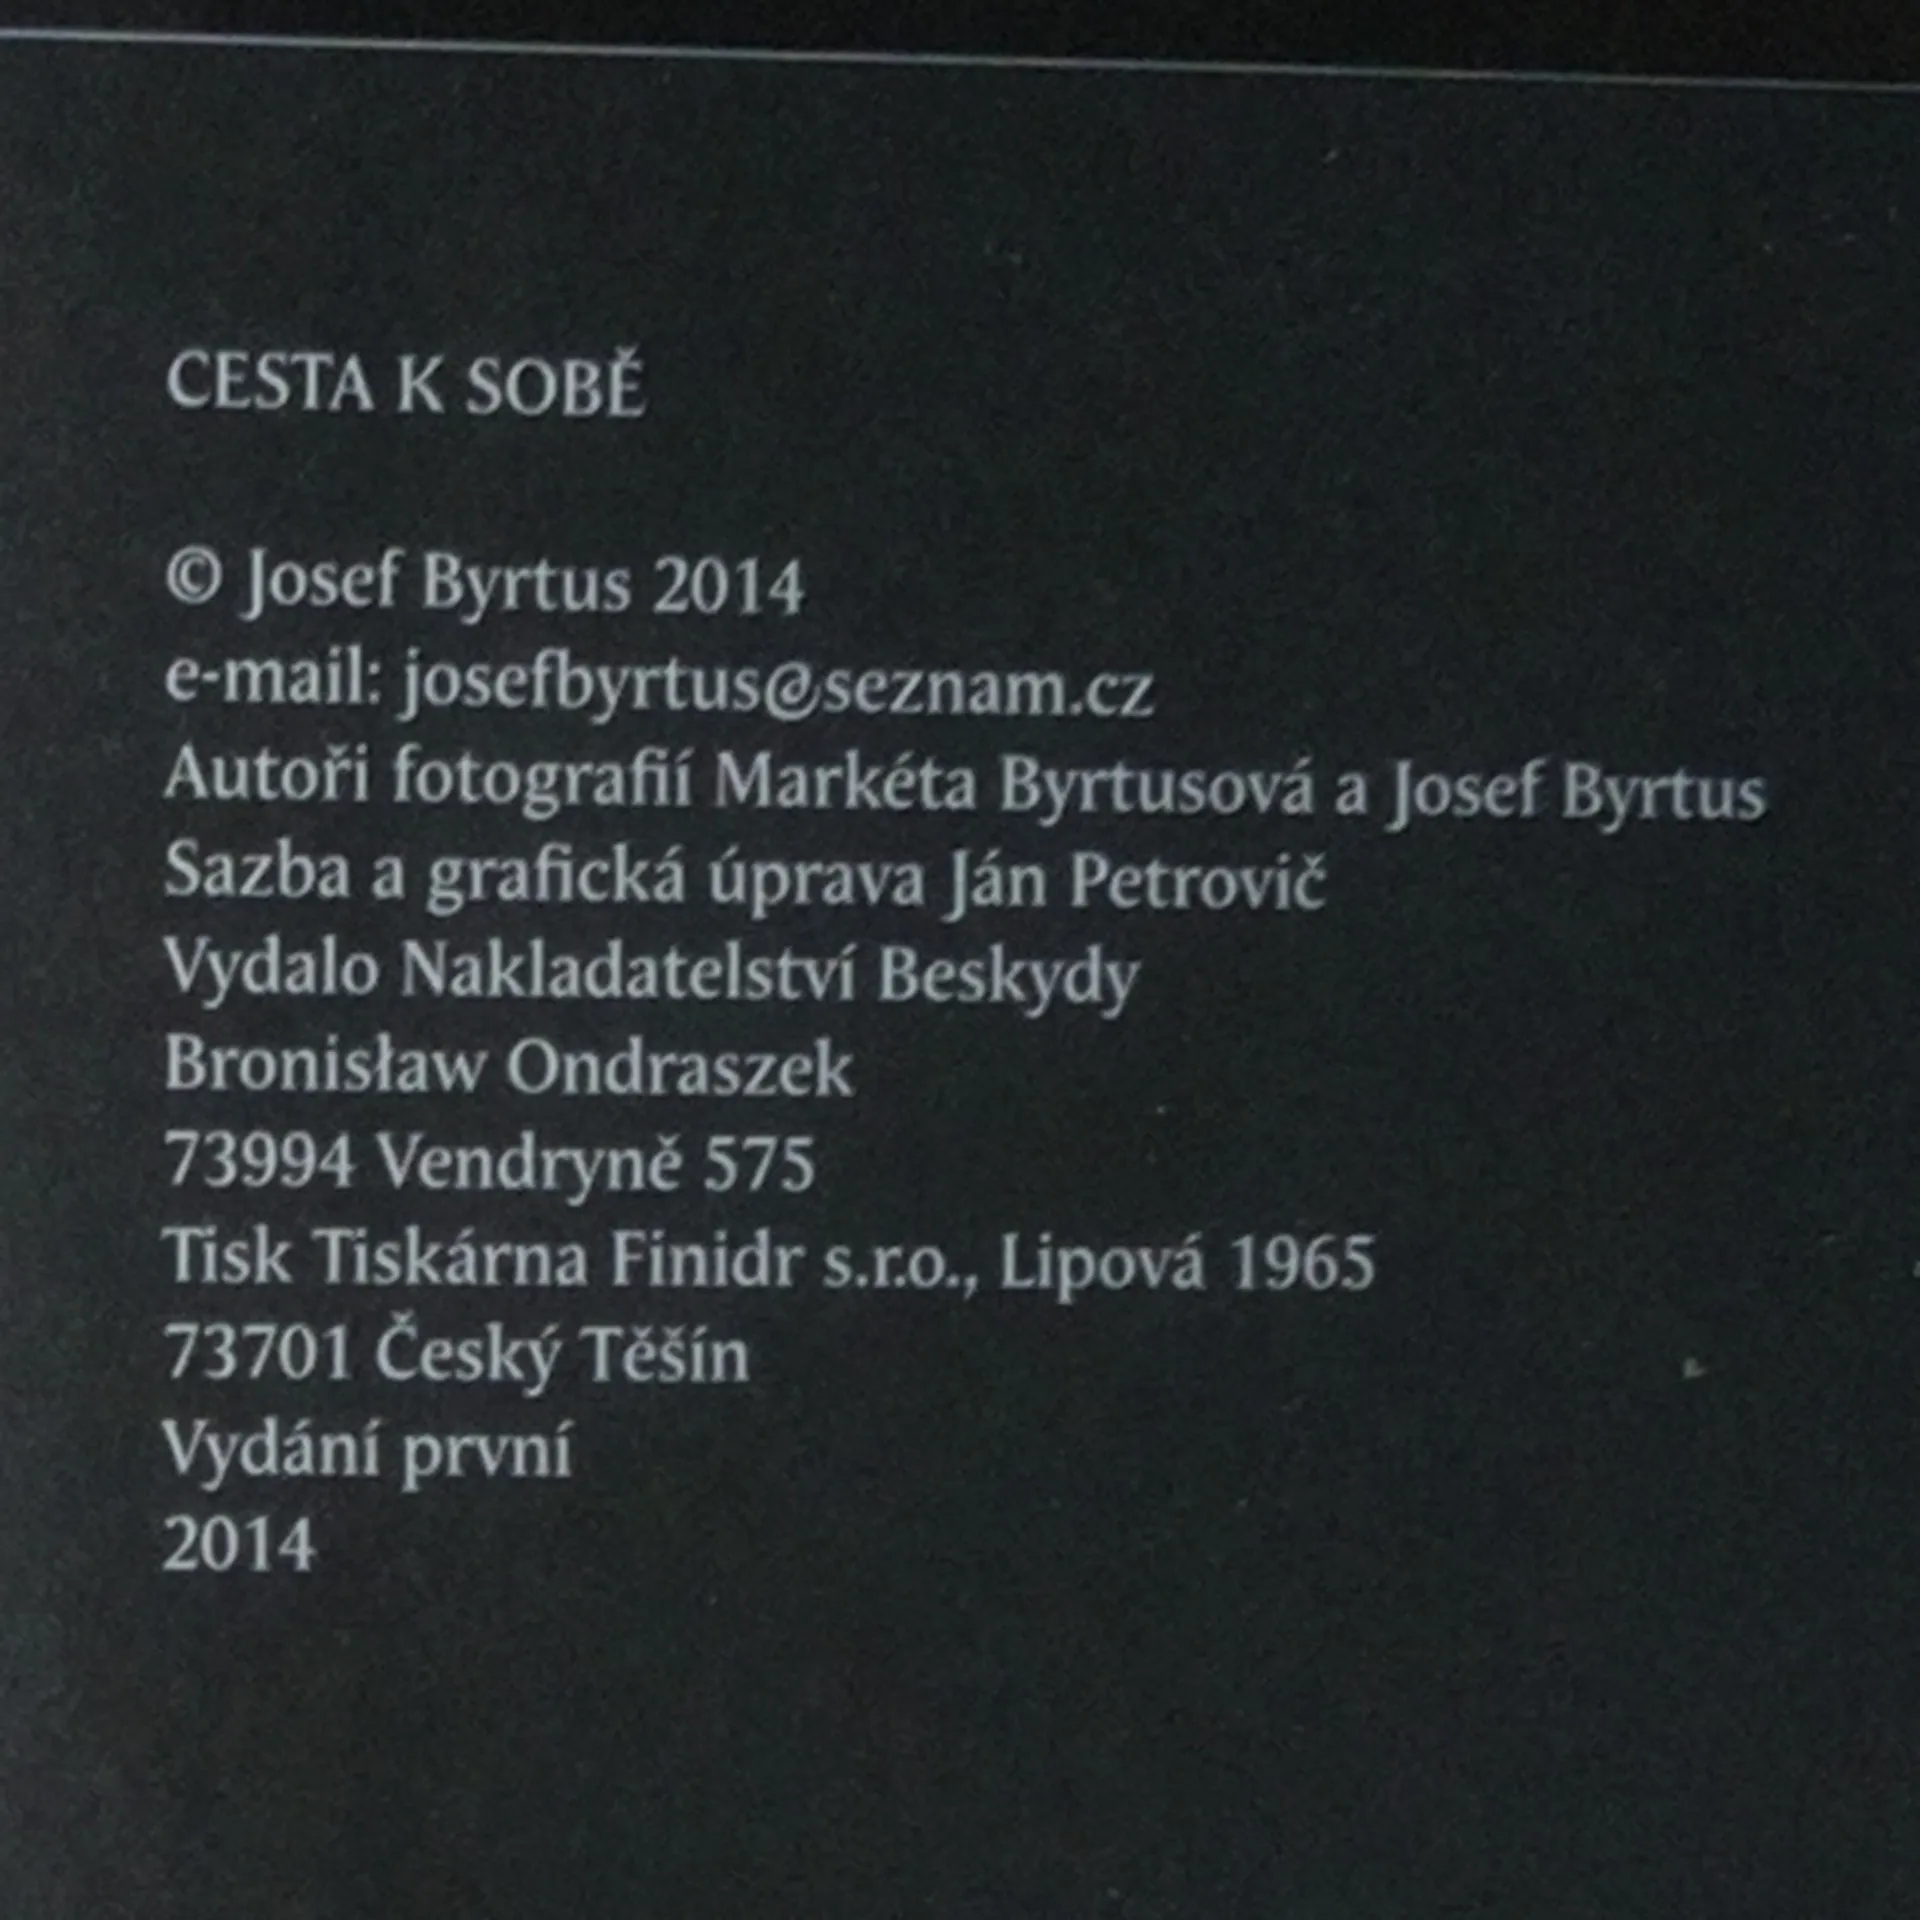 CESTA K SOBĚ
© Josef Byrtus 2014
e-mail: josefbyrtus@seznam.cz
Autoři fotografií Markéta Byrtusová a Josef Byrtus
Sazba a grafická úprava Ján Petrovič
Vydalo Nakladatelství Beskydy
Bronisław Ondraszek
73994 Vendryně 575
Tisk Tiskárna Finidr s.r.o., Lipová 1965
73701 Český Těšín
Vydání první
2014